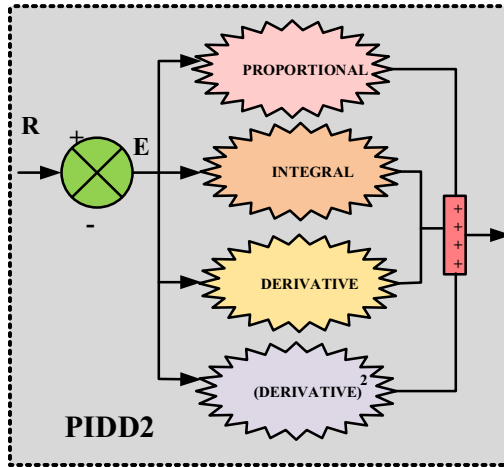 PROPORTIONAL
R
+
E
INTEGRAL
-
+
+
+
+
DERIVATIVE
(DERIVATIVE)²
PIDD2